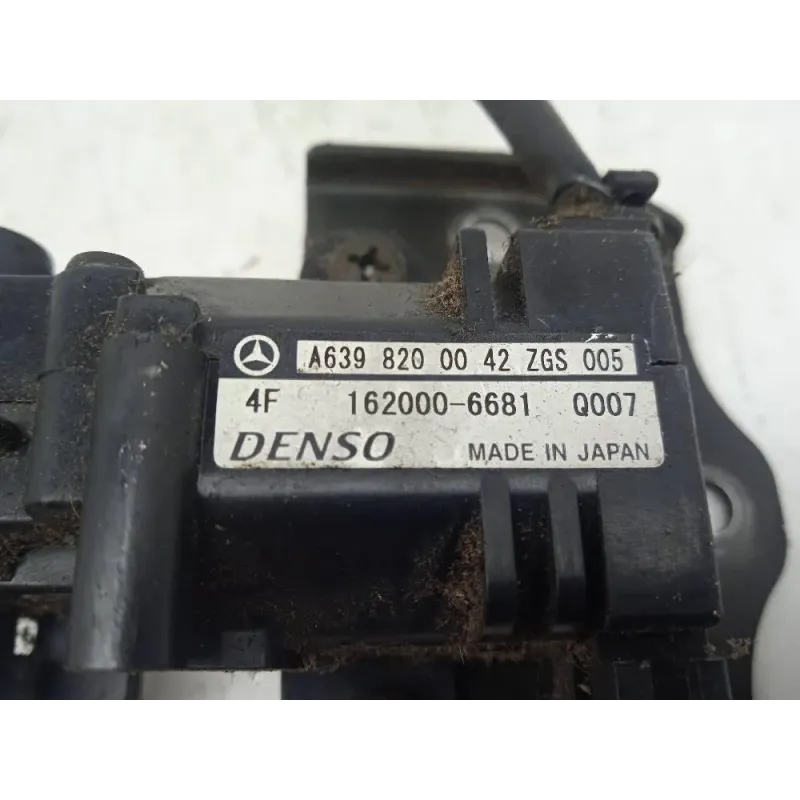 A639 820 00 42 ZGS 005
4F 162000-6681 Q007
DENSO MADE IN JAPAN